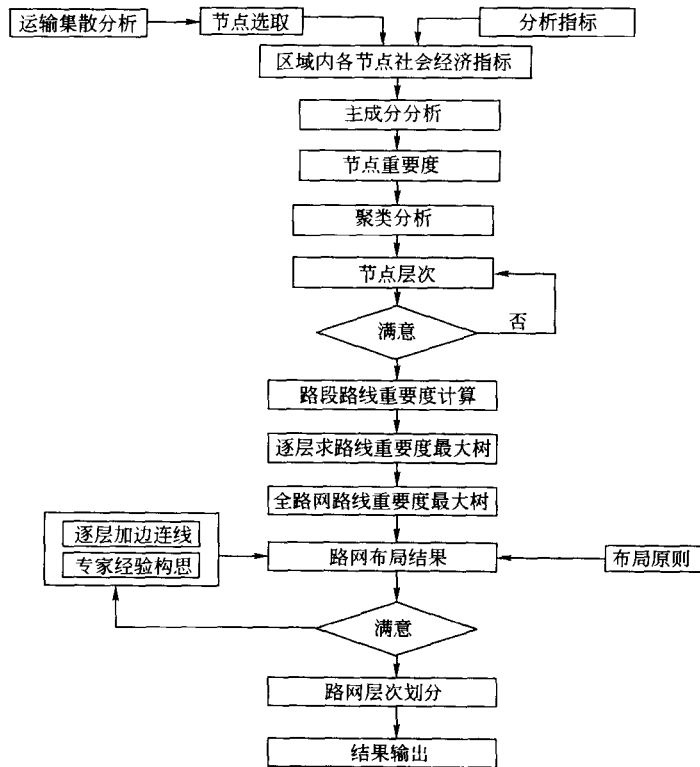 运输集散分析
节点选取
分析指标
区域内各节点社会经济指标
主成分分析
节点重要度
聚类分析
节点层次
满意
否
路段路线重要度计算
逐层求路线重要度最大树
全路网路线重要度最大树
逐层加边连线
专家经验构思
路网布局结果
布局原则
满意
路网层次划分
结果输出